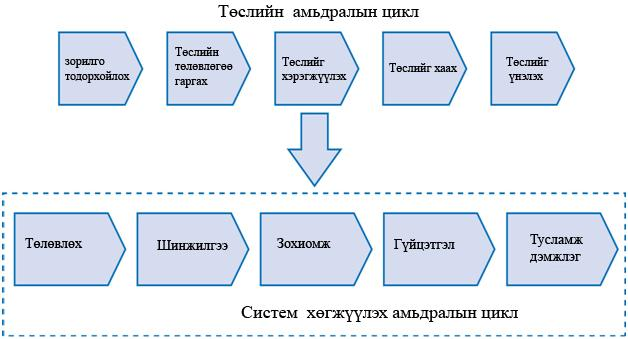 Төслийн амьдралын цикл
зорилго
тодорхойлох
Төслийн
төлөвлөгөө
гаргах
Төслийг
хэрэгжүүлэх
Төслийг хаах
Төслийг
үнэлэх
Төлөвлөх
Шинжилгээ
Зохиомж
Гүйцэтгэл
Тусламж
дэмжлэг
Систем хөгжүүлэх амьдралын цикл